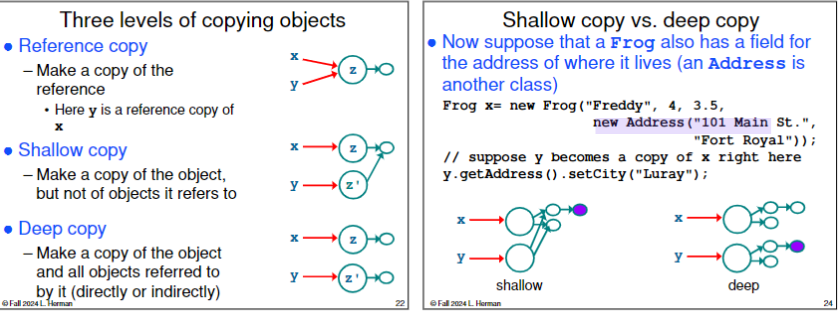 Three levels of copying objects
• Reference copy
– Make a copy of the
reference
• Here y is a reference copy of
x
x
y
z
• Shallow copy
– Make a copy of the object,
but not of objects it refers to
x
z
y
z'
• Deep copy
– Make a copy of the object
and all objects referred to
by it (directly or indirectly)
x
z
y
z'
© Fall 2024 L. Herman
22
Shallow copy vs. deep copy
• Now suppose that a Frog also has a field for
the address of where it lives (an Address is
another class)
Frog x= new Frog("Freddy", 4, 3.5,
new Address("101 Main St.",
"Fort Royal"));
// suppose y becomes a copy of x right here
y.getAddress().setCity("Luray");
x
y
shallow
x
y
deep
© Fall 2024 L. Herman
24